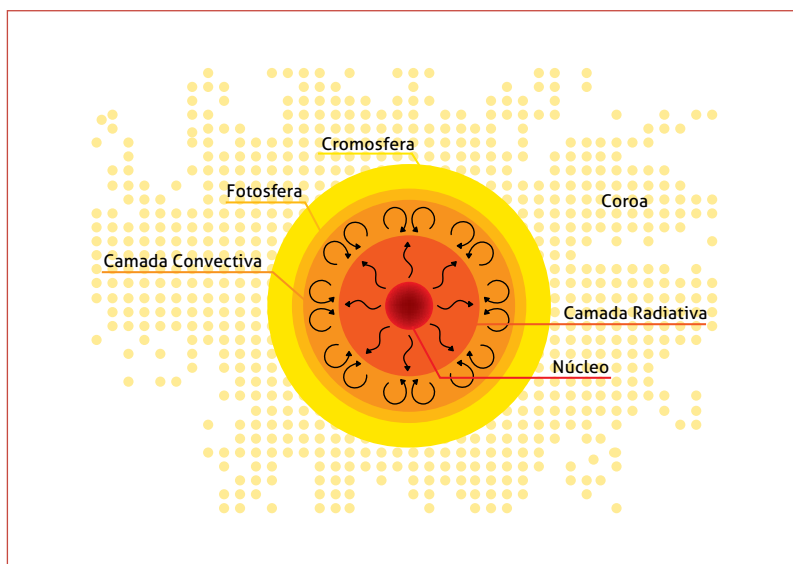 Cromosfera
Fotosfera
Coroa
Camada Convectiva
Camada Radiativa
Núcleo